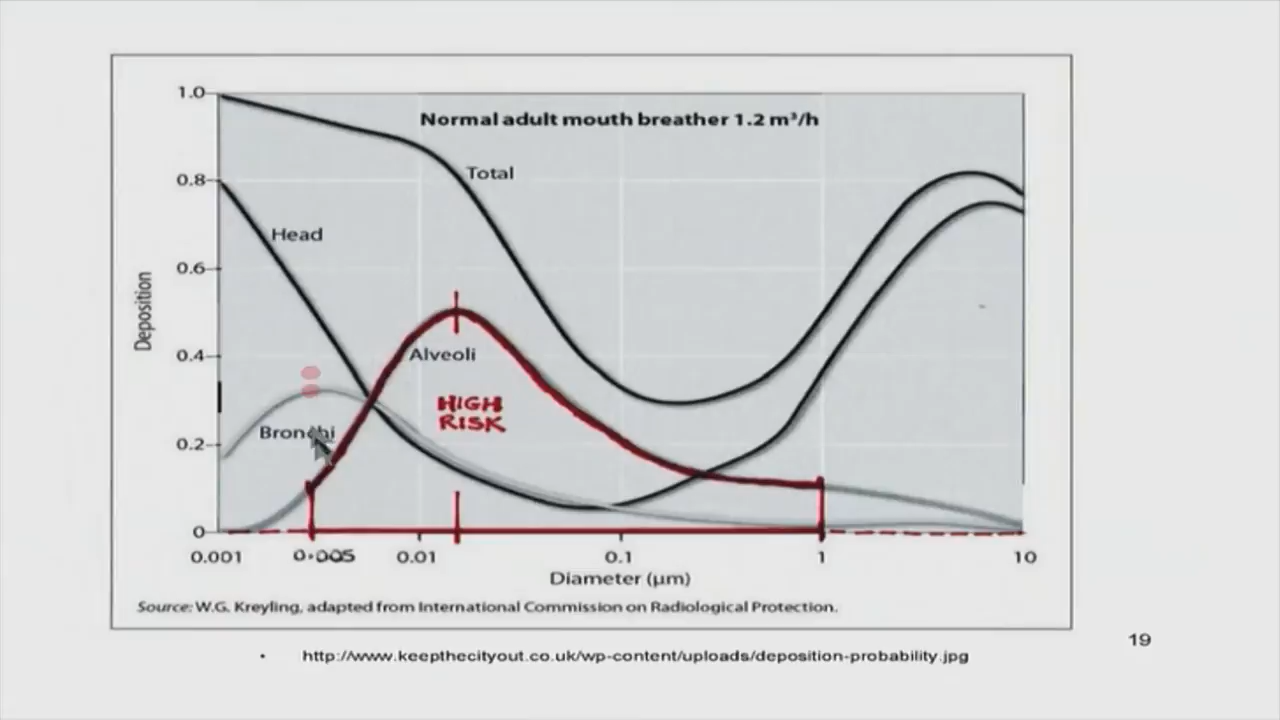 1.0
Normal adult mouth breather 1.2 m³/h
Total
0.8
Head
0.6
Deposition
0.4
Alveoli
HIGH
RISK
Bronchi
0.2
0
0.001
0.005
0.01
0.1
1
10
Diameter (µm)
Source: W.G. Kreyling, adapted from International Commission on Radiological Protection.
19
• http://www.keepthecityout.co.uk/wp-content/uploads/deposition-probability.jpg